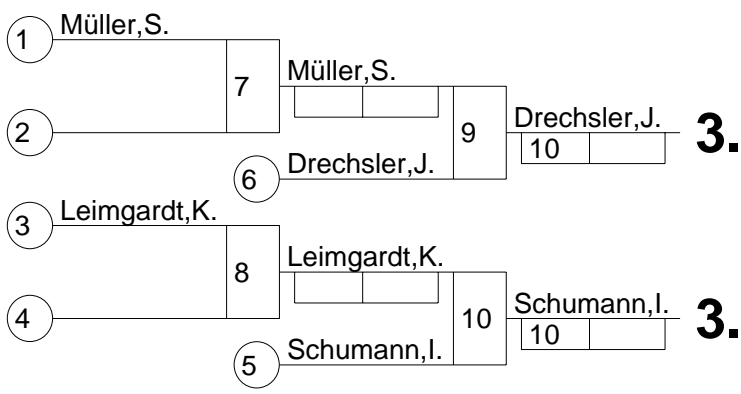 1 Müller,S.
7 Müller,S.
2
9 Drechsler,J. 3.
10
6 Drechsler,J.
3 Leimgardt,K.
8 Leimgardt,K.
4
10 Schumann,I. 3.
10
5 Schumann,I.